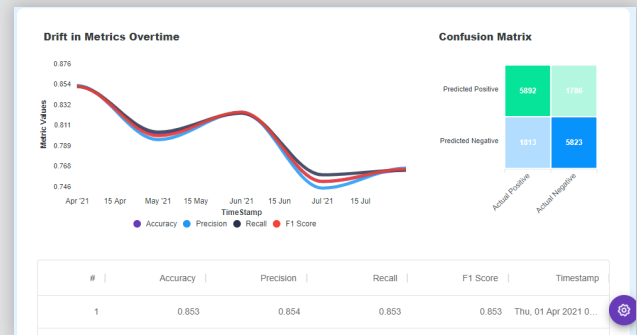 Drift in Metrics Overtime
Confusion Matrix
0.876
0.854
0.832
0.811
0.789
0.768
0.746
Metric Values
Apr '21 15 Apr May '21 15 May Jun '21 15 Jun Jul '21 15 Jul
TimeStamp
Accuracy Precision Recall F1 Score
Predicted Positive 5892 1786
Predicted Negative 1813 5823
Actual Positive Actual Negative
# Accuracy Precision Recall F1 Score Timestamp
1 0.853 0.854 0.853 0.853 Thu, 01 Apr 2021 0...